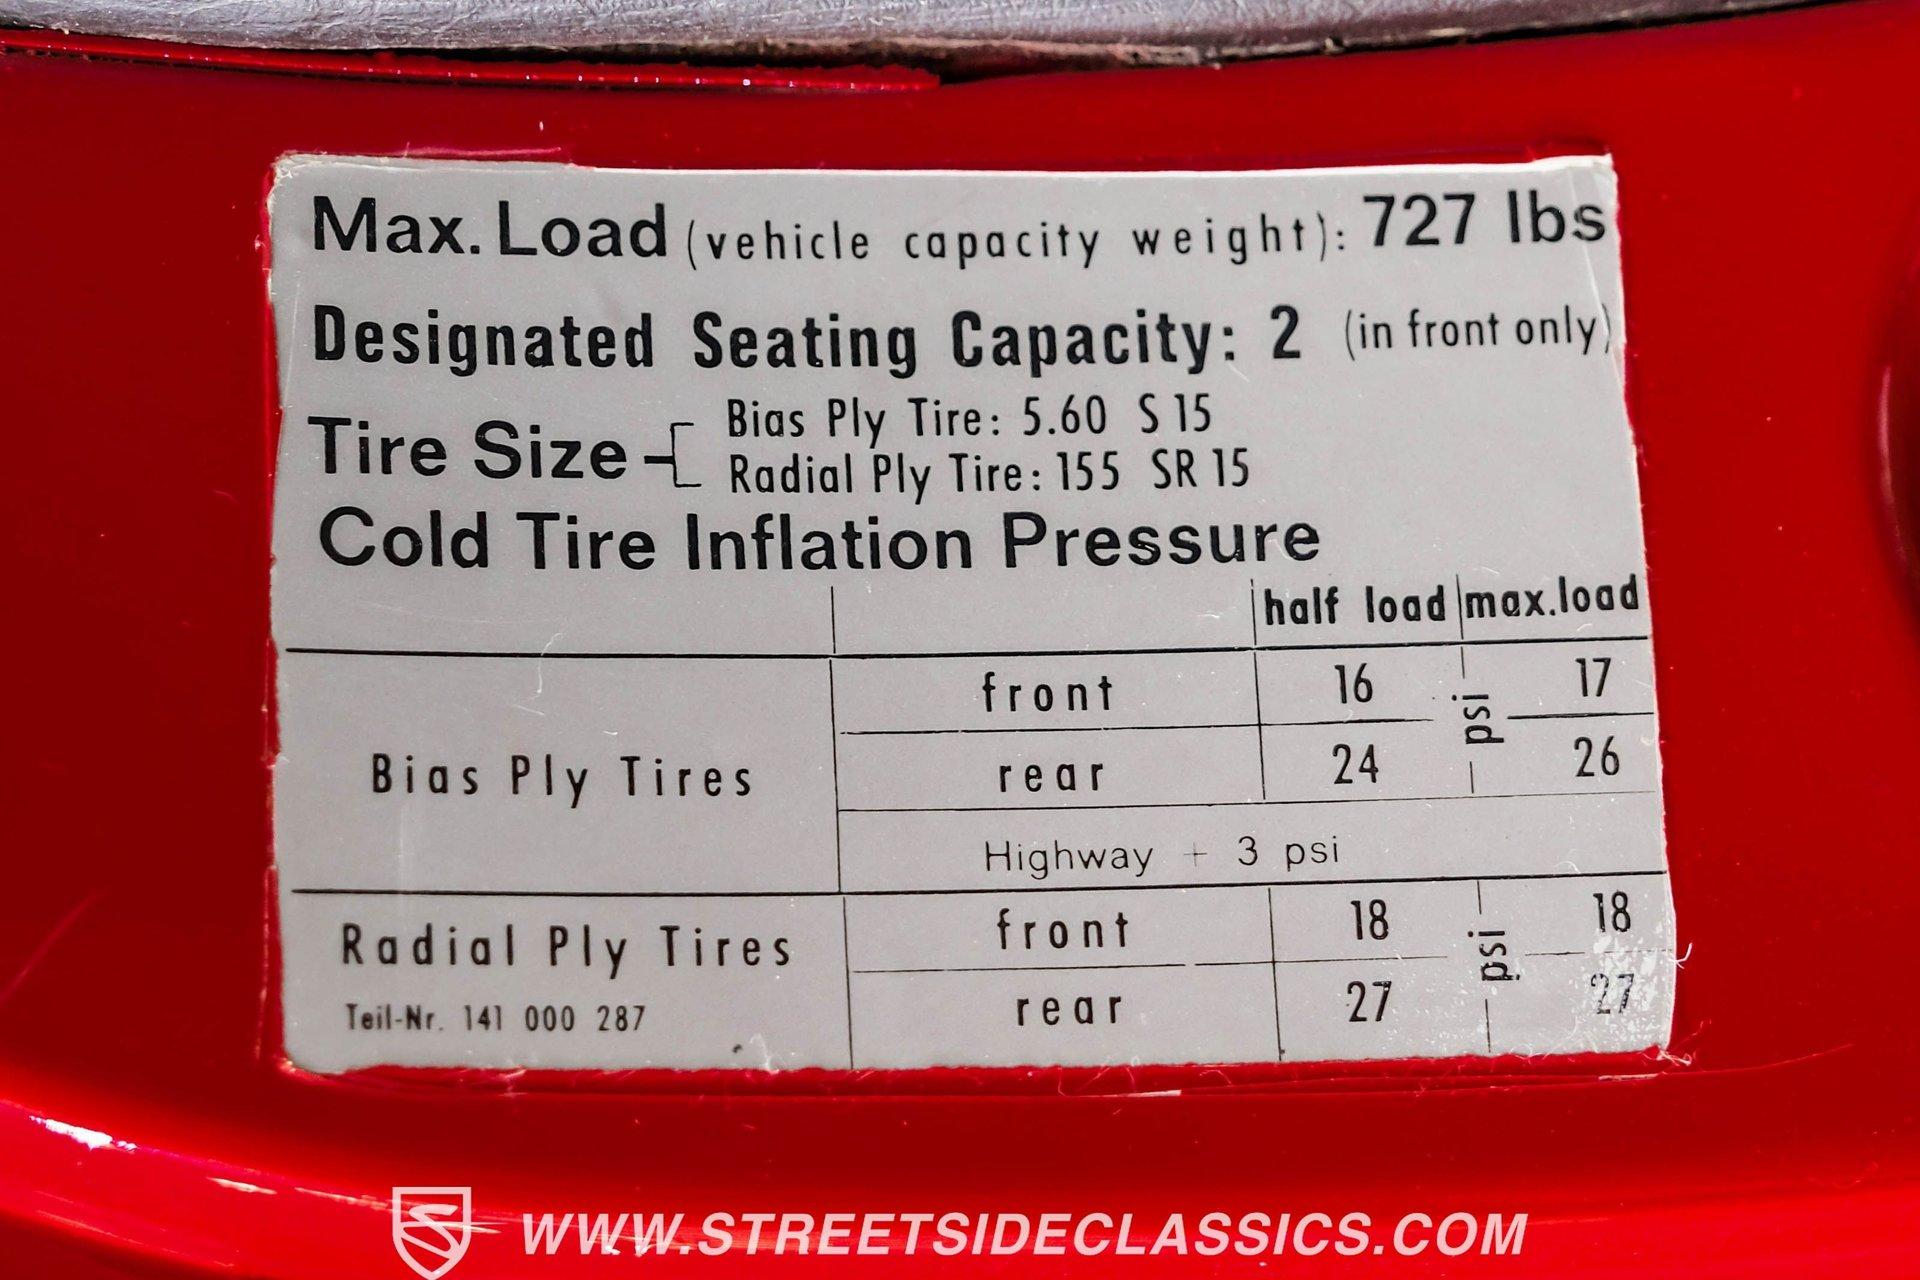 Max. Load (vehicle capacity weight): 727 lbs
Designated Seating Capacity: 2 (in front only)
Tire Size
Bias Ply Tire: 5.60 S 15
Radial Ply Tire: 155 SR 15
Cold Tire Inflation Pressure
half load max.load
Bias Ply Tires
front 16 psi 17
rear 24 26
Highway + 3 psi
Radial Ply Tires
front 18 psi 18
rear 27 27
Teil-Nr. 141 000 287
WWW.STREETSIDECLASSICS.COM